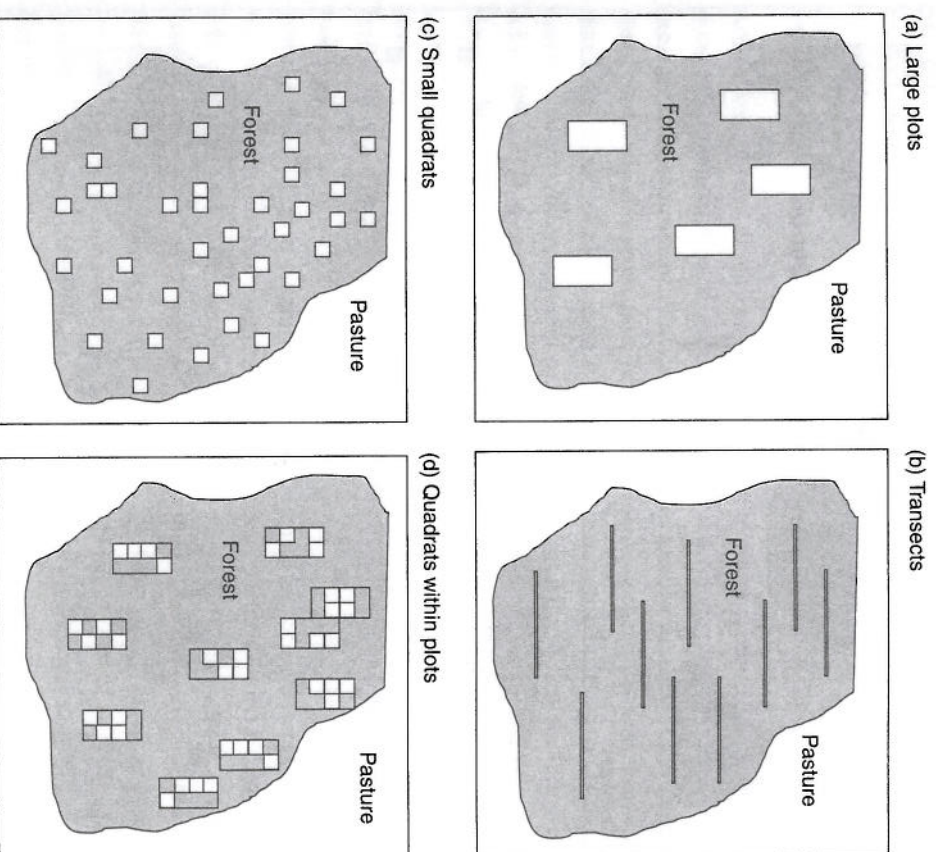 (a) Large plots
Forest
Pasture
(b) Transects
Forest
Pasture
(c) Small quadrats
Forest
Pasture
(d) Quadrats within plots
Forest
Pasture